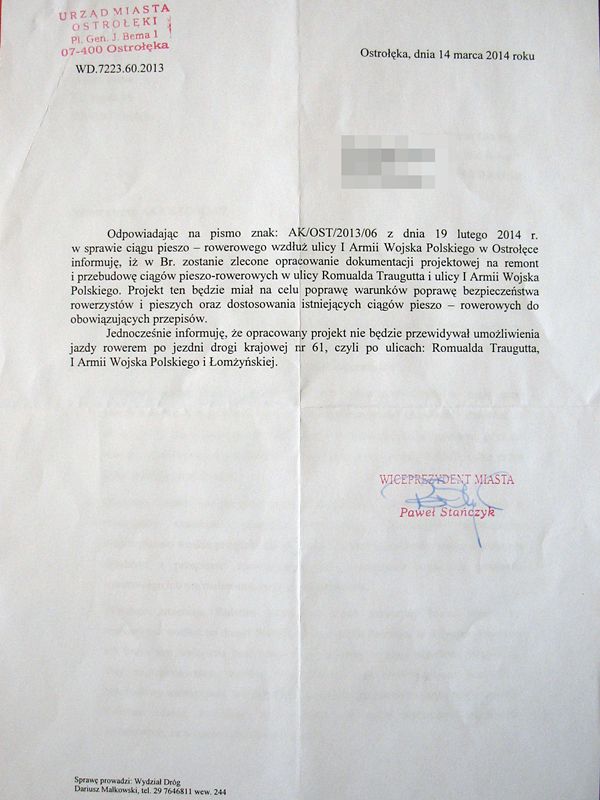 URZĄD MIASTA
OSTROŁĘKI
Pl. Gen. J. Bema 1
07-400 Ostrołęka
WD.7223.60.2013
Ostrołęka, dnia 14 marca 2014 roku
Odpowiadając na pismo znak: AK/OST/2013/06 z dnia 19 lutego 2014 r.
w sprawie ciągu pieszo – rowerowego wzdłuż ulicy I Armii Wojska Polskiego w Ostrołęce
informuję, iż w Br. zostanie zlecone opracowanie dokumentacji projektowej na remont
i przebudowę ciągów pieszo-rowerowych w ulicy Romualda Traugutta i ulicy I Armii Wojska
Polskiego. Projekt ten będzie miał na celu poprawę warunków poprawę bezpieczeństwa
rowerzystów i pieszych oraz dostosowania istniejących ciągów pieszo – rowerowych do
obowiązujących przepisów.
Jednocześnie informuję, że opracowany projekt nie będzie przewidywał umożliwienia
jazdy rowerem po jezdni drogi krajowej nr 61, czyli po ulicach: Romualda Traugutta,
I Armii Wojska Polskiego i Łomżyńskiej.
WICEPREZYDENT MIASTA
Paweł Stańczyk
Sprawę prowadzi: Wydział Dróg
Dariusz Małkowski, tel. 29 7646811 wew. 244